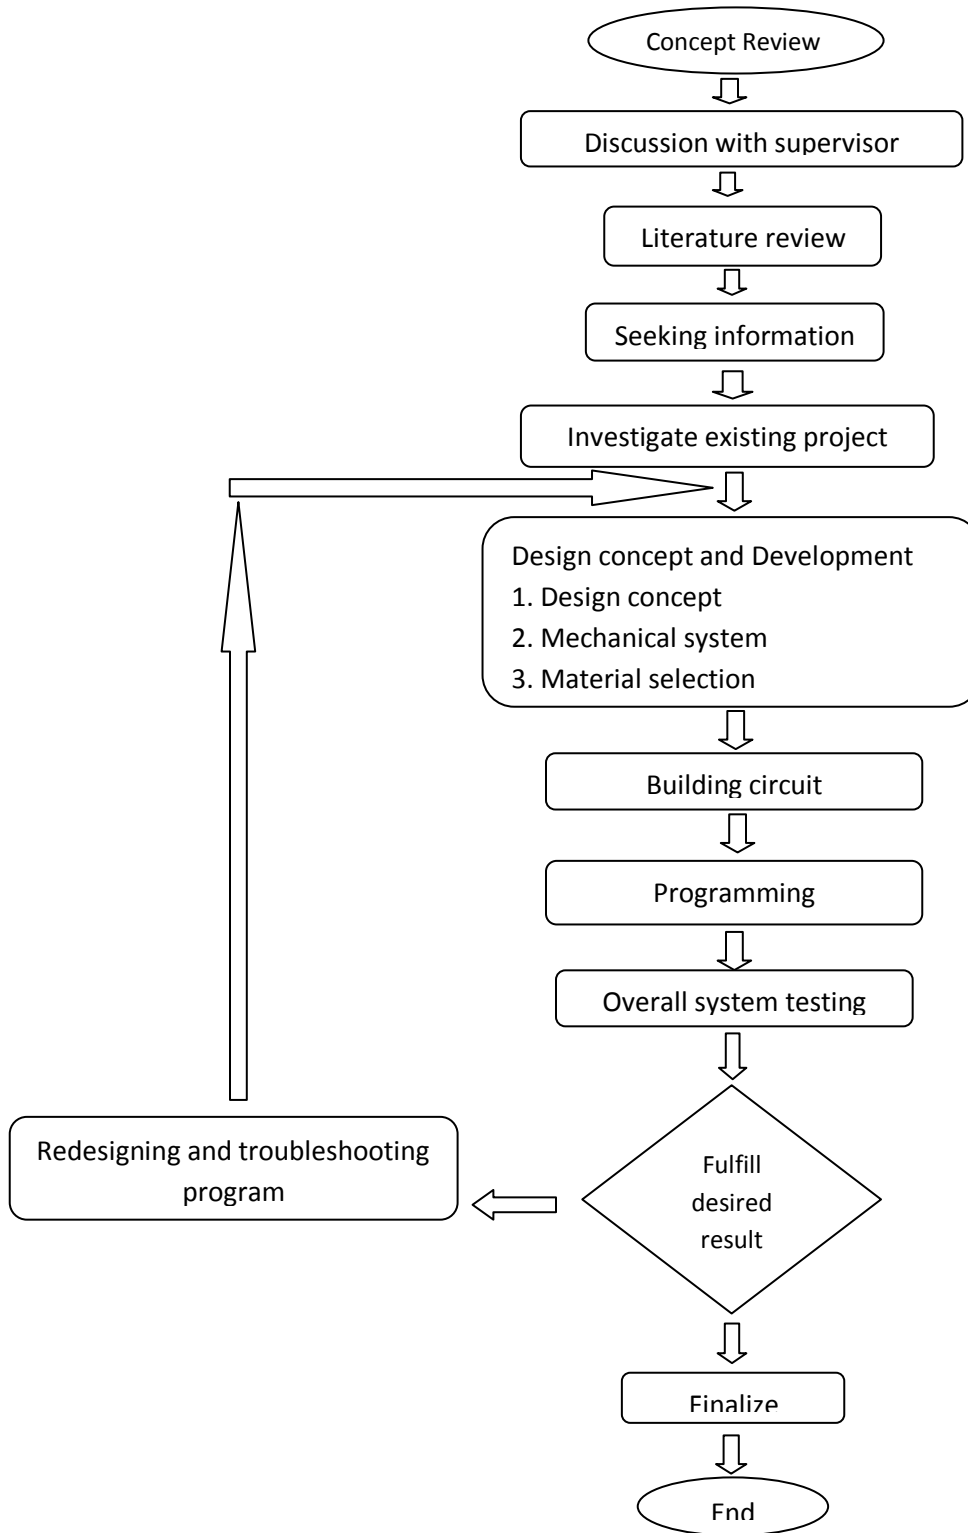 Concept Review
Discussion with supervisor
Literature review
Seeking information
Investigate existing project
Design concept and Development
1. Design concept
2. Mechanical system
3. Material selection
Building circuit
Programming
Overall system testing
Fulfill
desired
result
Redesigning and troubleshooting
program
Finalize
End